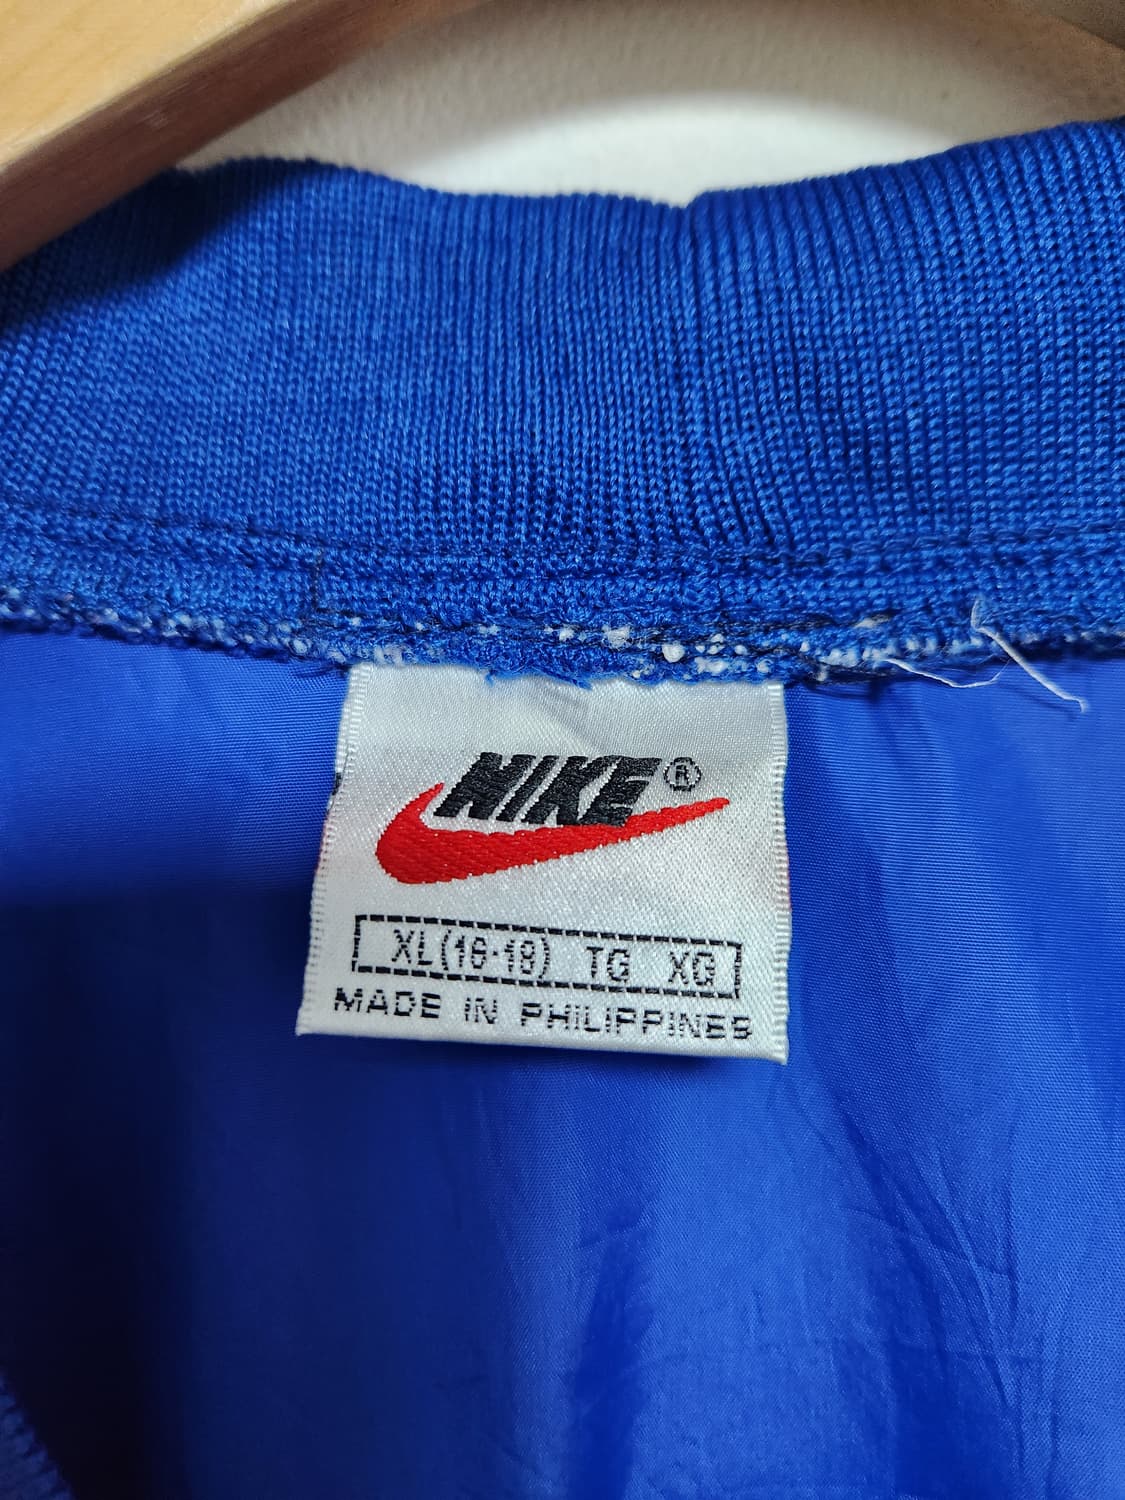 NIKE®
XL(16-18) TG XG
MADE IN PHILIPPINES